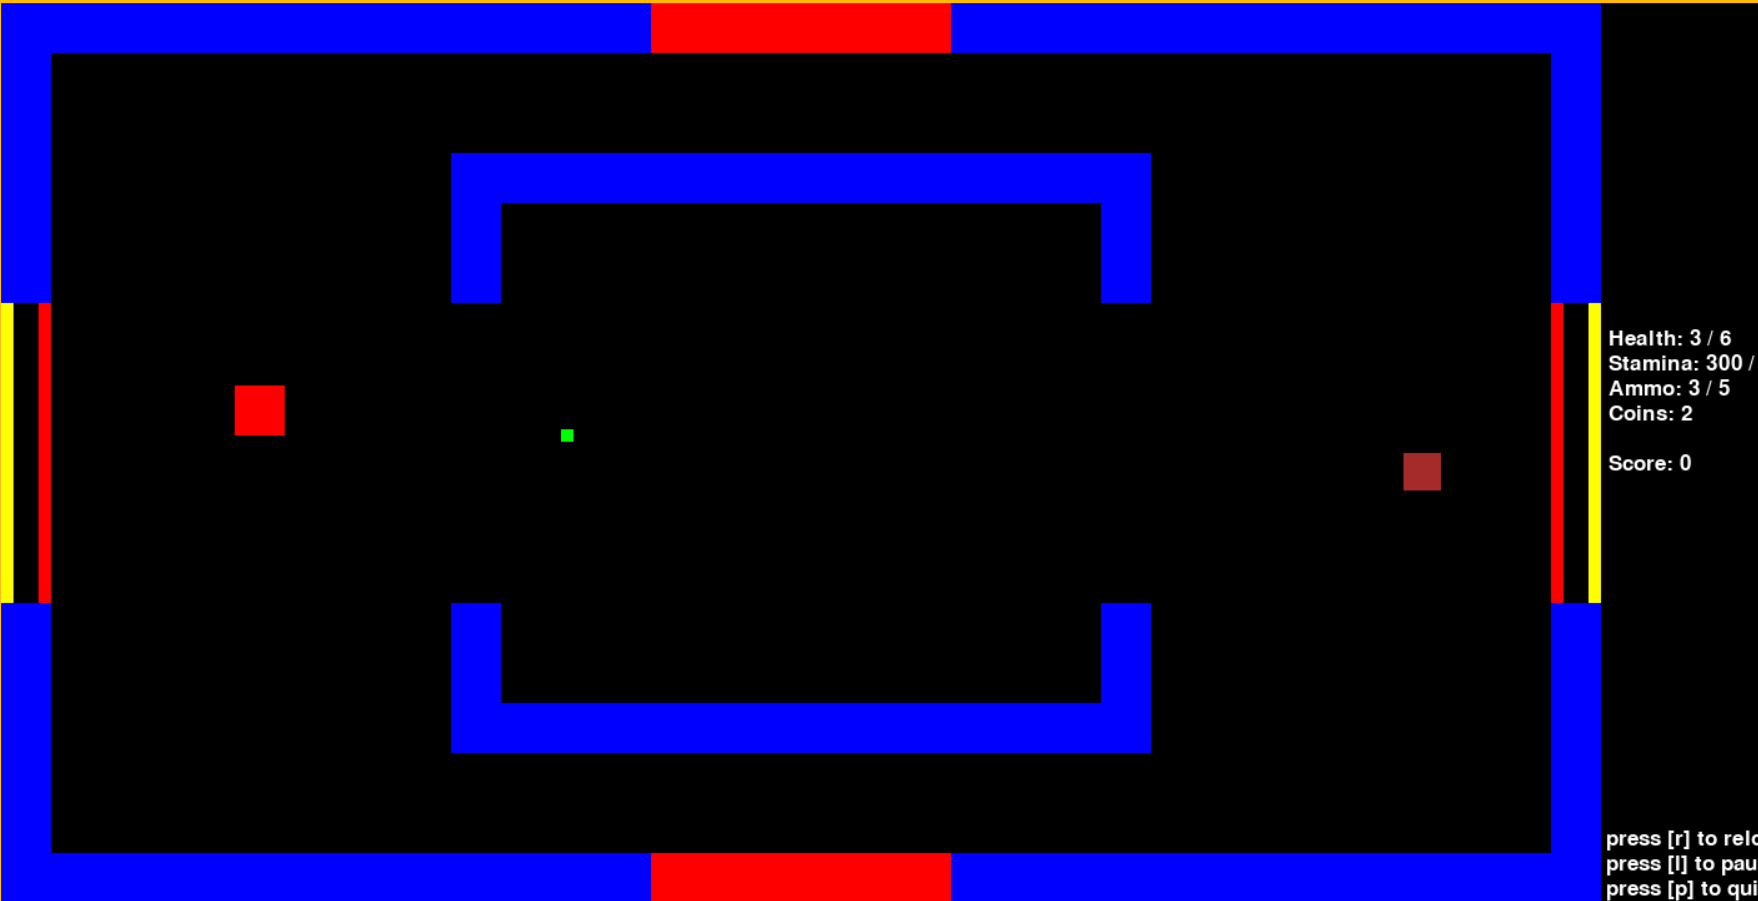 Health: 3 / 6
Stamina: 300 /
Ammo: 3 / 5
Coins: 2
Score: 0
press [r] to relo
press [l] to pau
press [p] to qui